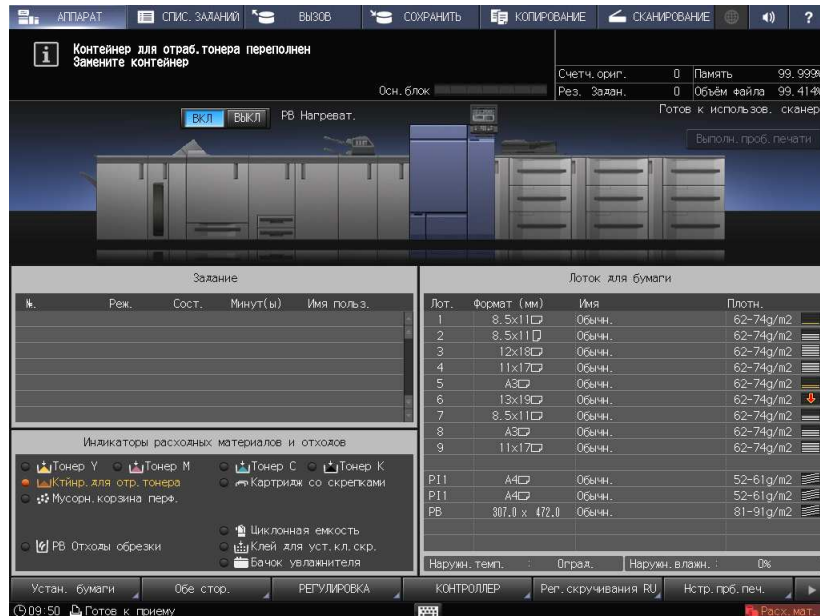 АППАРАТ СПИС. ЗАДАНИЙ ВЫЗОВ СОХРАНИТЬ КОПИРОВАНИЕ СКАНИРОВАНИЕ ?
Контейнер для отраб.тонера переполнен
Замените контейнер
Счетч.ориг. 0 Память 99.999%
Осн.блок Рез. Задан. 0 Объём файла 99.414%
Готов к использов. сканер
ВКЛ ВЫКЛ PB Нагреват.
Выполн.проб.печати
Задание
№. Реж. Сост. Минут(ы) Имя польз.
Лоток для бумаги
Лот. Формат (мм) Имя Плотн.
1 8.5x11 Обычн. 62-74g/m2
2 8.5x11 Обычн. 62-74g/m2
3 12x18 Обычн. 62-74g/m2
4 11x17 Обычн. 62-74g/m2
5 A3 Обычн. 62-74g/m2
6 13x19 Обычн. 62-74g/m2
7 8.5x11 Обычн. 62-74g/m2
8 A3 Обычн. 62-74g/m2
9 11x17 Обычн. 62-74g/m2
PI1 A4 Обычн. 52-61g/m2
PI1 A4 Обычн. 52-61g/m2
PB 307.0 x 472.0 Обычн. 81-91g/m2
Наружн.темп. : 0град. Наружн.влажн. : 0%
Индикаторы расходных материалов и отходов
Тонер Y Тонер M Тонер C Тонер K
Ктйнр.для отр.тонера Картридж со скрепками
Мусорн.корзина перф.
Циклонная емкость
PB Отходы обрезки Клей для уст.кл.скр.
Бачок увлажнителя
Устан. бумаги Обе стор. РЕГУЛИРОВКА КОНТРОЛЛЕР Рег.скручивания RU Нстр.прб.печ.
09:50 Готов к приему Расх.мат.